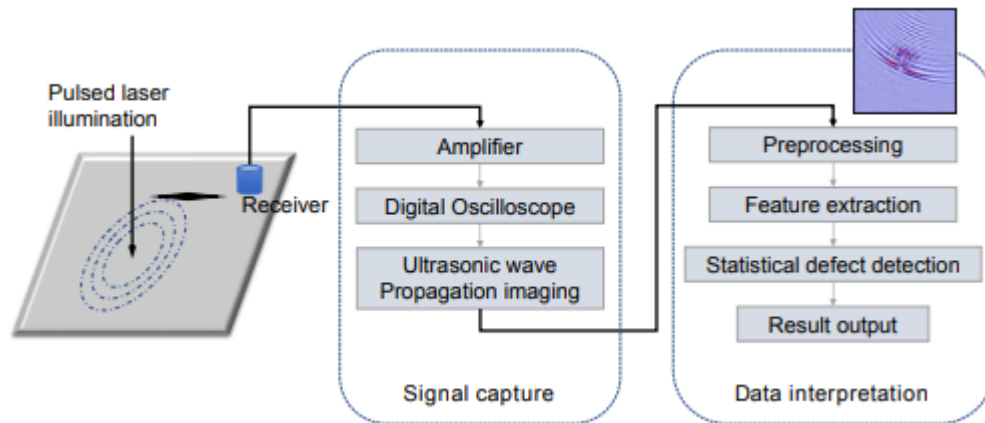 Pulsed laser
illumination
Receiver
Amplifier
Digital Oscilloscope
Ultrasonic wave
Propagation imaging
Signal capture
Preprocessing
Feature extraction
Statistical defect detection
Result output
Data interpretation